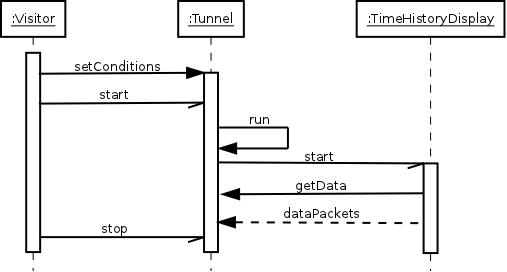 :Visitor
:Tunnel
:TimeHistoryDisplay
setConditions
start
run
start
getData
dataPackets
stop